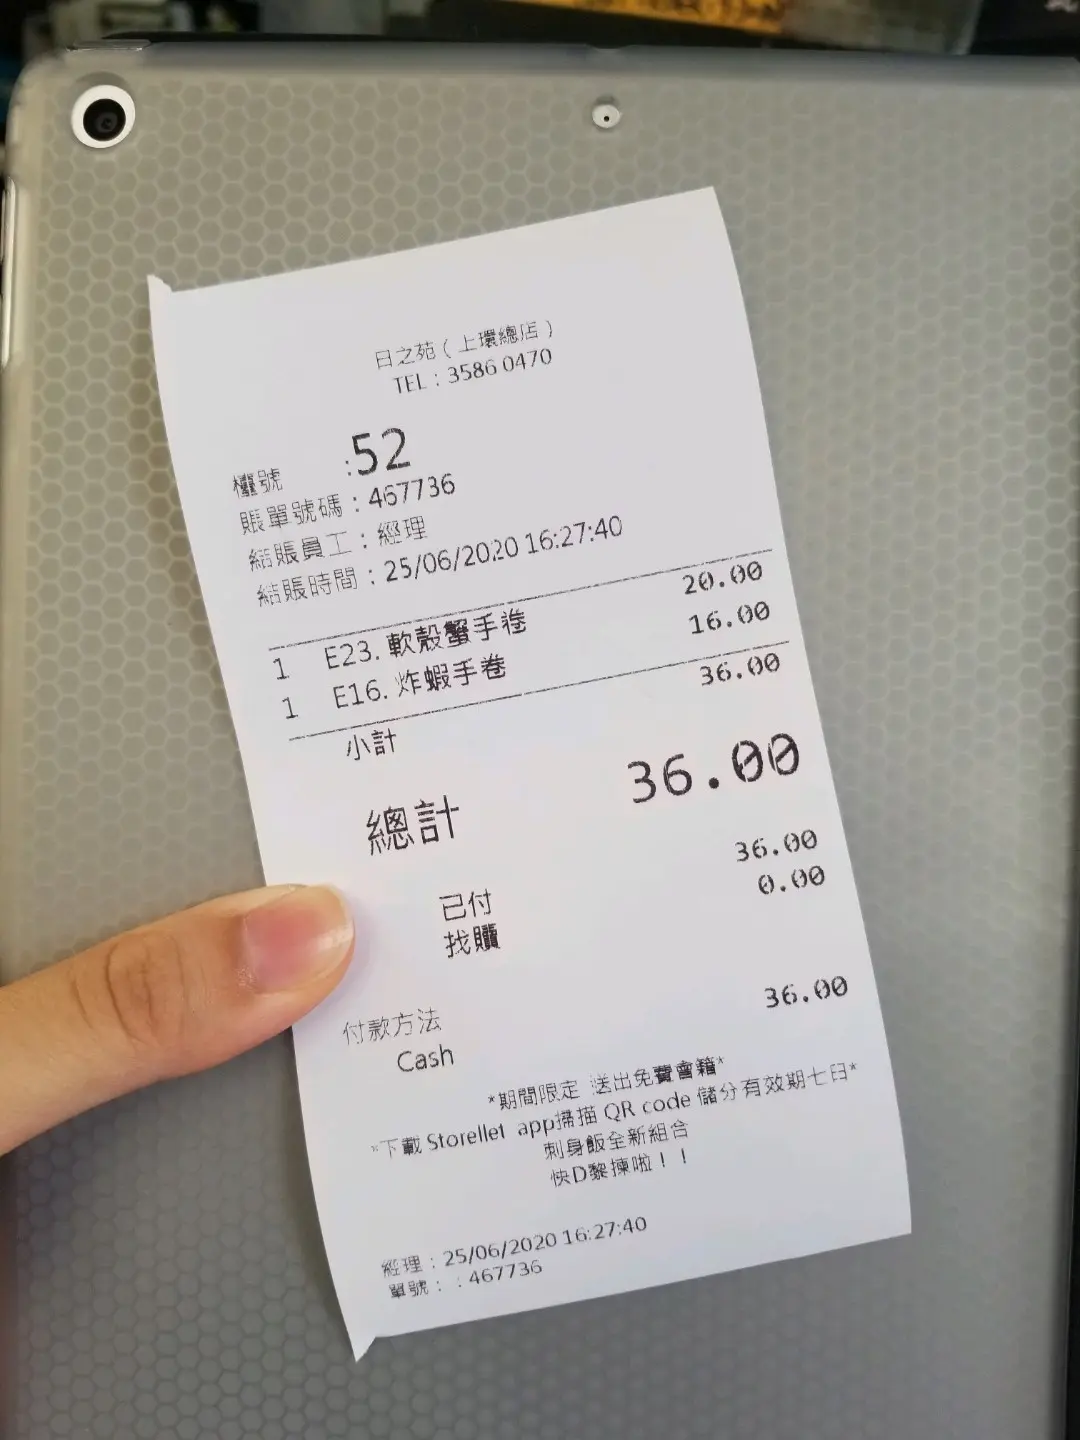 日之苑（上環總店）
TEL：3586 0470
檯號 :52
賬單號碼：467736
結賬員工：經理
結賬時間：25/06/2020 16:27:40
1 E23. 軟殼蟹手卷 20.00
1 E16. 炸蝦手卷 16.00
小計 36.00
總計 36.00
已付 36.00
找贖 0.00
付款方法
Cash 36.00
*期間限定 送出免費會籍*
*下載 Storellet app掃描 QR code 儲分有效期七日*
刺身飯全新組合
快D黎揀啦！！
經理：25/06/2020 16:27:40
單號：：467736